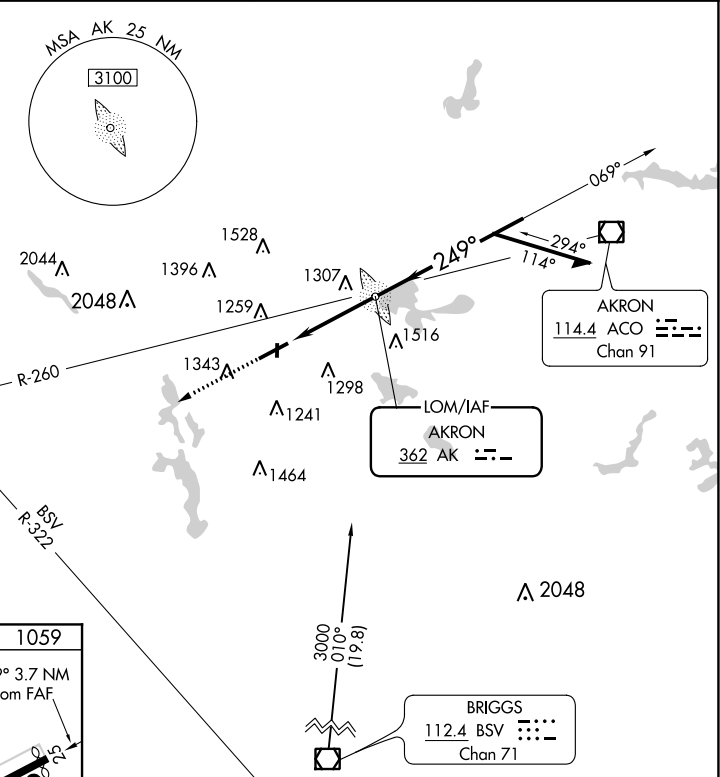 MSA AK 25 NM
3100
069°
1528
249°
294°
114°
2044
1396
1307
2048
1259
AKRON
114.4 ACO
Chan 91
1516
R-260
1343
1298
LOM/IAF
AKRON
362 AK
1241
1464
BSV
R-322
2048
3000
010°
(19.8)
1059
9° 3.7 NM
om FAF
25
BRIGGS
112.4 BSV
Chan 71